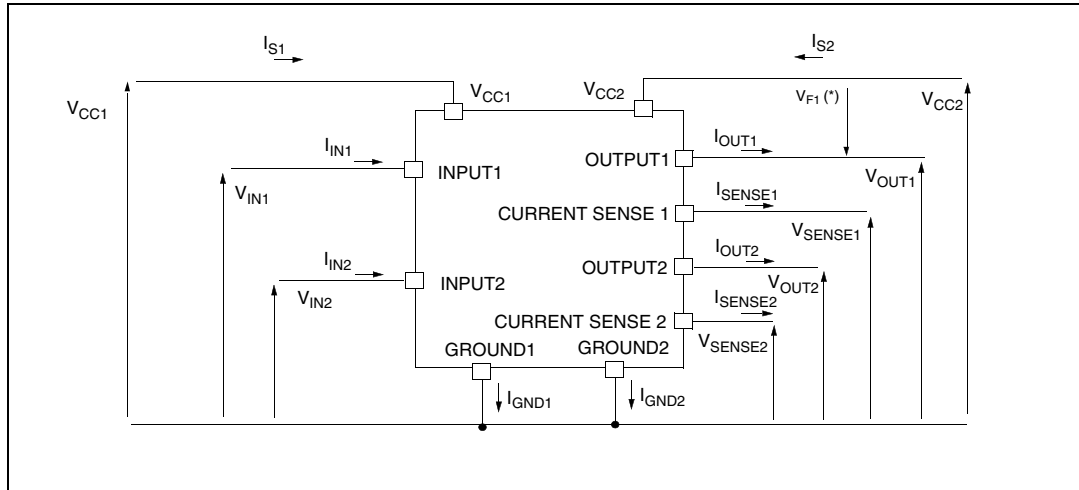 I_S1
I_S2
V_CC1
V_CC1
V_CC2
V_F1 (*)
V_CC2
I_IN1
INPUT1
V_IN1
OUTPUT1
I_OUT1
V_OUT1
CURRENT SENSE 1
I_SENSE1
V_SENSE1
I_IN2
INPUT2
V_IN2
OUTPUT2
I_OUT2
V_OUT2
CURRENT SENSE 2
I_SENSE2
V_SENSE2
GROUND1
GROUND2
I_GND1
I_GND2